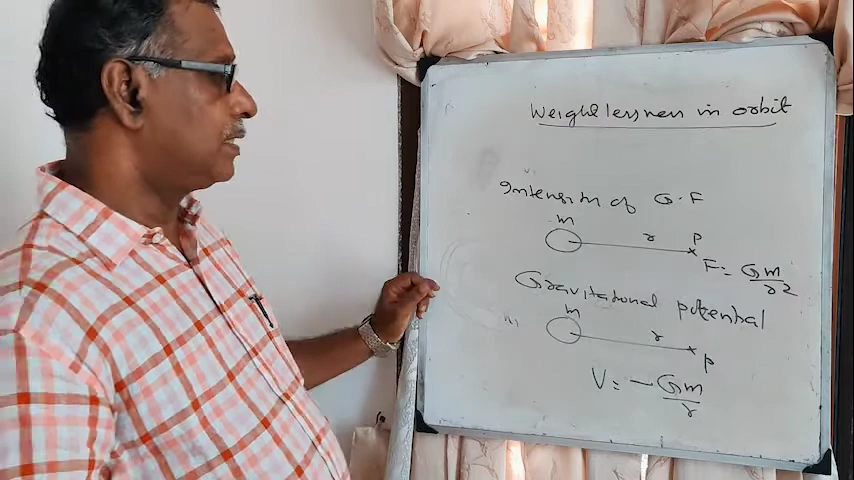 Weightlessness in orbit
Intensity of G.F
m
r
P
F = Gm/r2
Gravitational potential
m
r
P
V = - Gm/r